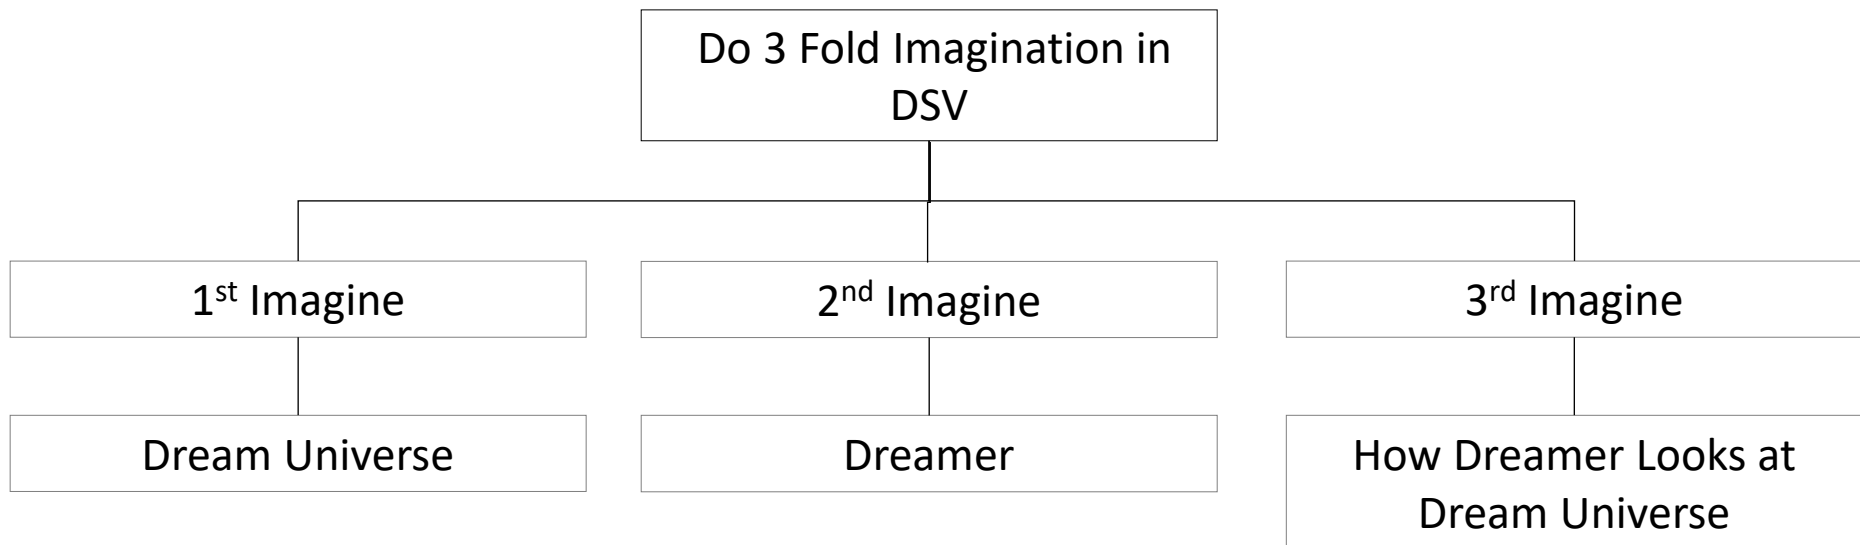 Do 3 Fold Imagination in
DSV
1st Imagine
2nd Imagine
3rd Imagine
Dream Universe
Dreamer
How Dreamer Looks at
Dream Universe